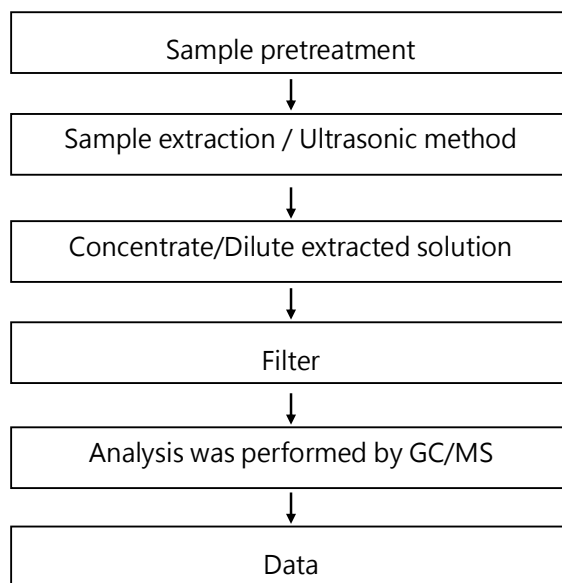 Sample pretreatment
Sample extraction / Ultrasonic method
Concentrate/Dilute extracted solution
Filter
Analysis was performed by GC/MS
Data